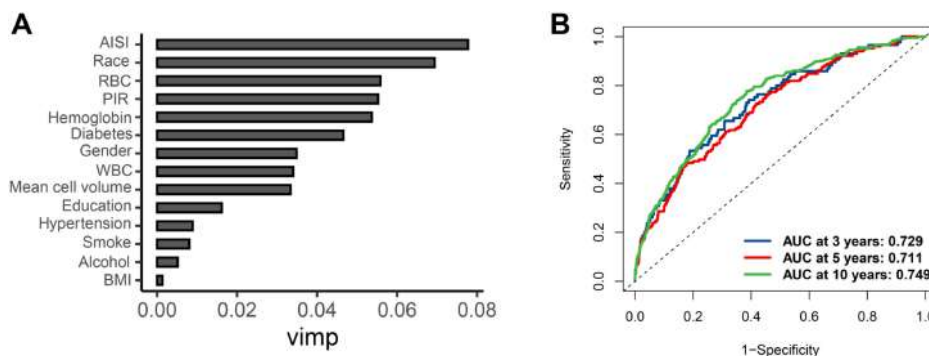 A
AISI
Race
RBC
PIR
Hemoglobin
Diabetes
Gender
WBC
Mean cell volume
Education
Hypertension
Smoke
Alcohol
BMI
0.00 0.02 0.04 0.06 0.08
vimp
B
Sensitivity
1.0
0.8
0.6
0.4
0.2
0.0
AUC at 3 years: 0.729
AUC at 5 years: 0.711
AUC at 10 years: 0.749
0.0 0.2 0.4 0.6 0.8 1.0
1-Specificity